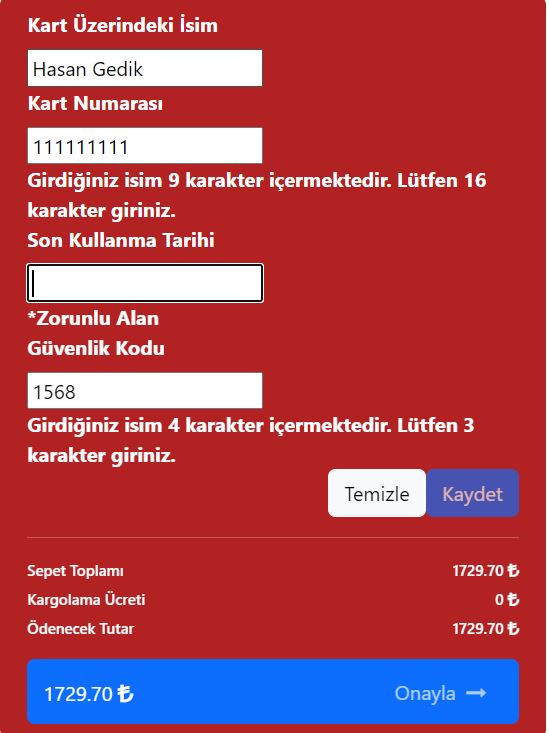 Kart Üzerindeki İsim
Hasan Gedik
Kart Numarası
111111111
Girdiğiniz isim 9 karakter içermektedir. Lütfen 16
karakter giriniz.
Son Kullanma Tarihi
*Zorunlu Alan
Güvenlik Kodu
1568
Girdiğiniz isim 4 karakter içermektedir. Lütfen 3
karakter giriniz.
Temizle Kaydet
Sepet Toplamı 1729.70 ₺
Kargolama Ücreti 0 ₺
Ödenecek Tutar 1729.70 ₺
1729.70 ₺ Onayla →